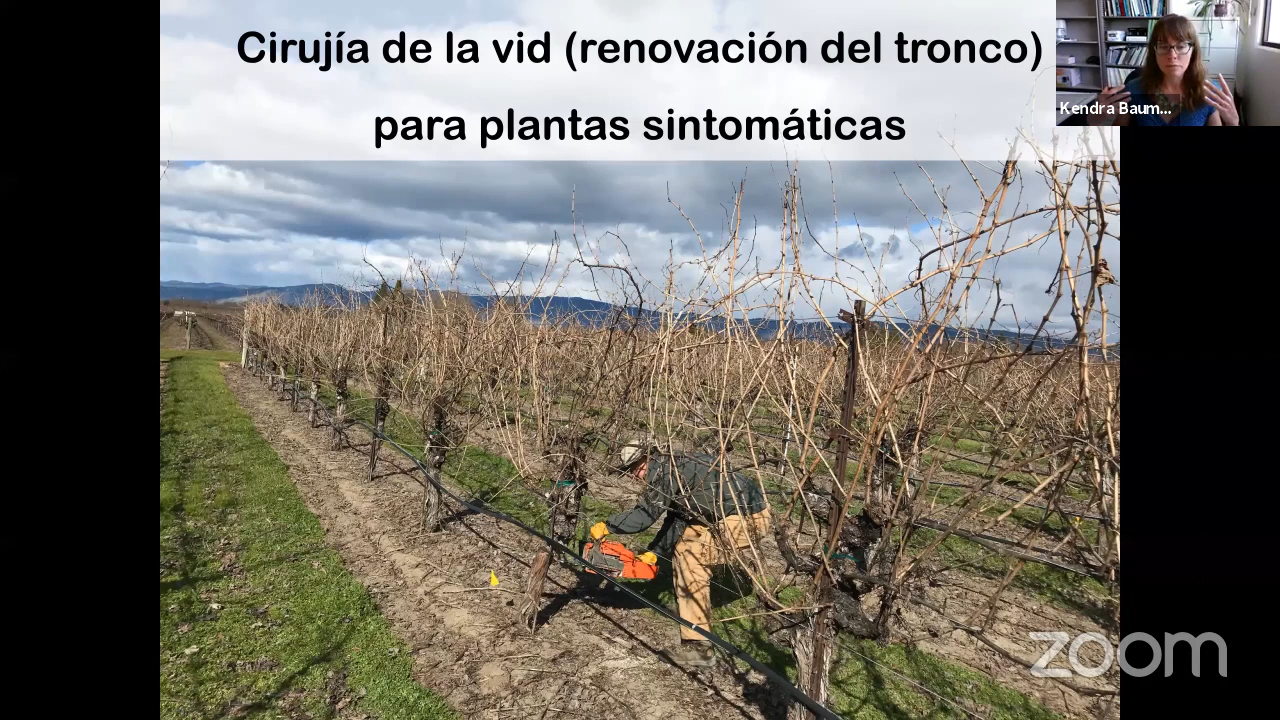 Cirujía de la vid (renovación del tronco)
para plantas sintomáticas
Kendra Baum...
zoom